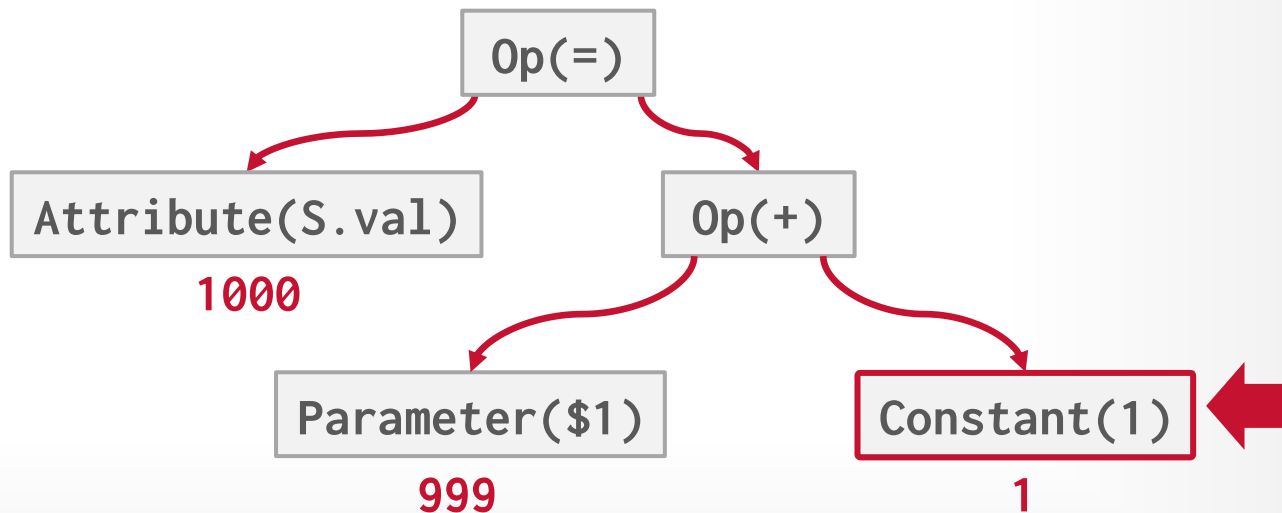 Op(=)
Attribute(S.val)
Op(+)
1000
Parameter($1)
Constant(1)
999
1